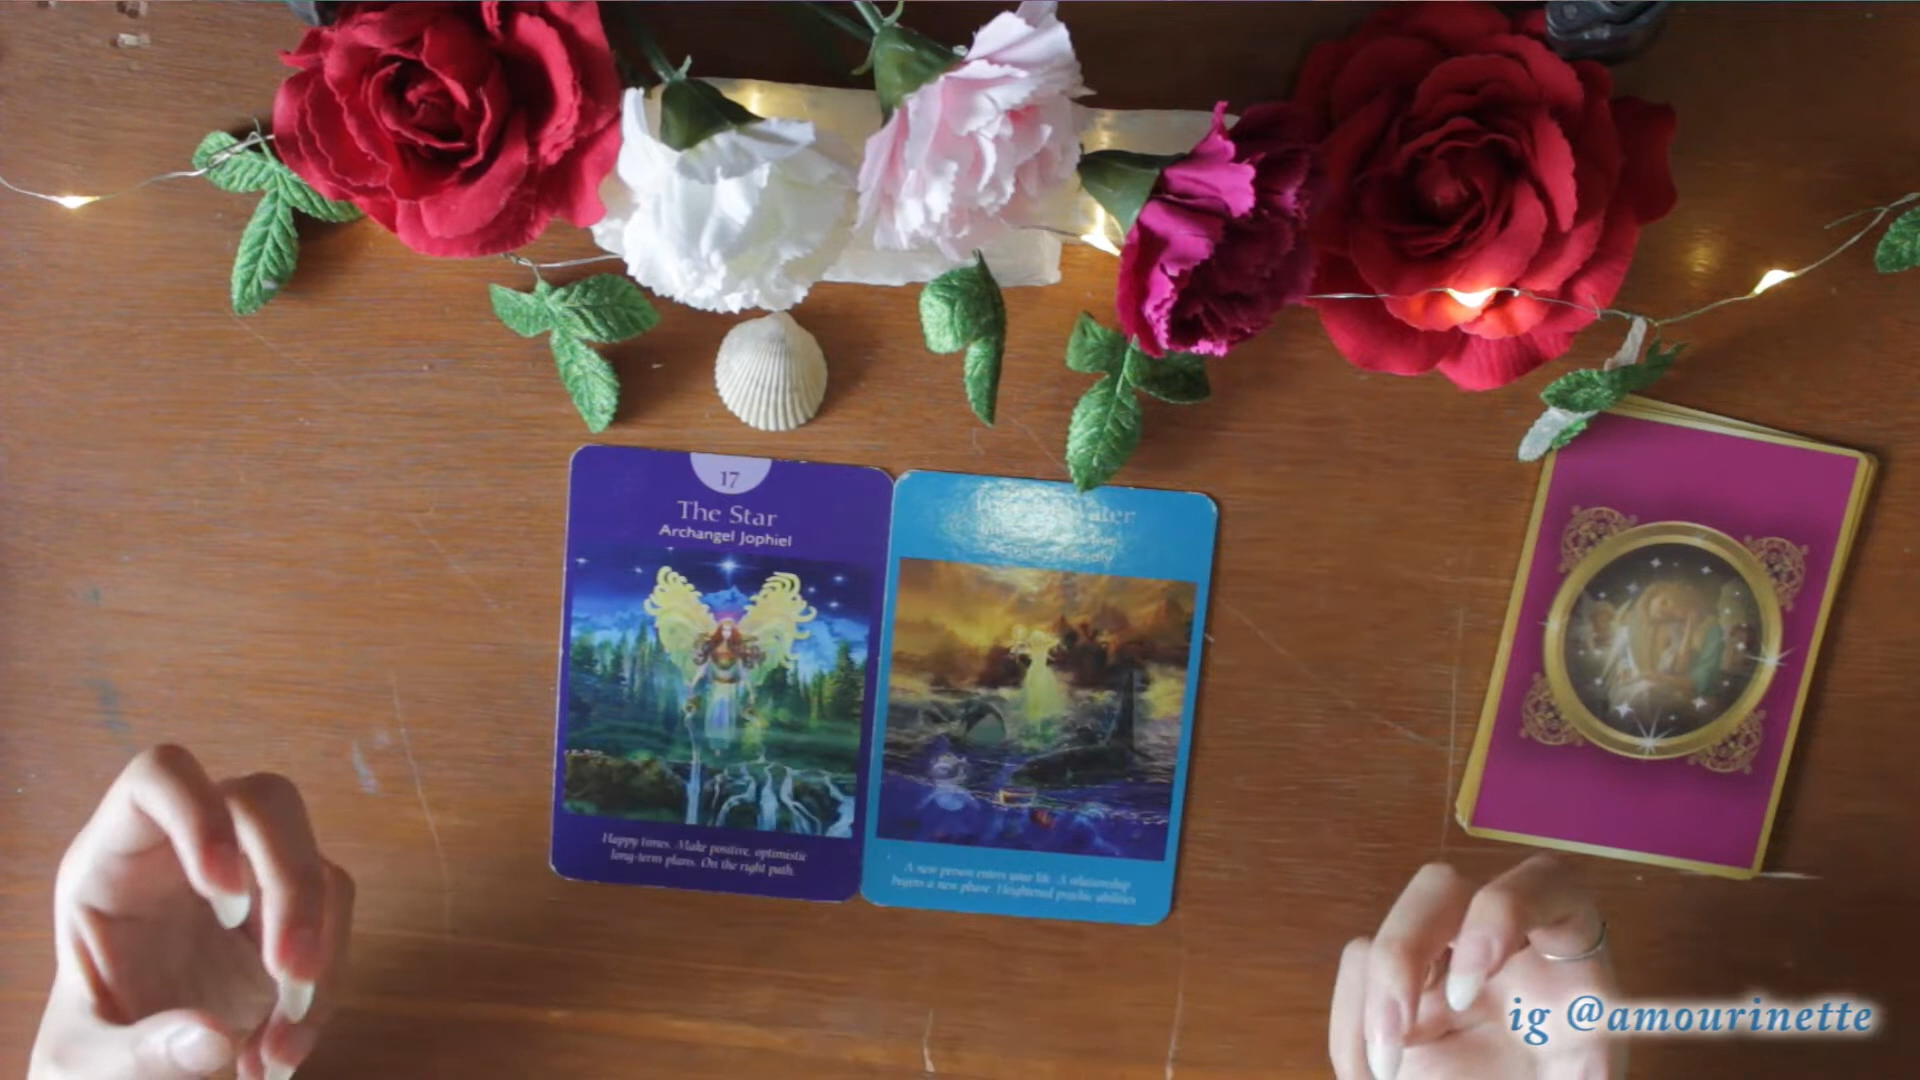 17
The Star
Archangel Jophiel
Happy times. Make positive, optimistic
long-term plans. On the right path.
Water
A new person enters your life. A relationship
begins a new phase. Heightened psychic abilities
ig @amourinette